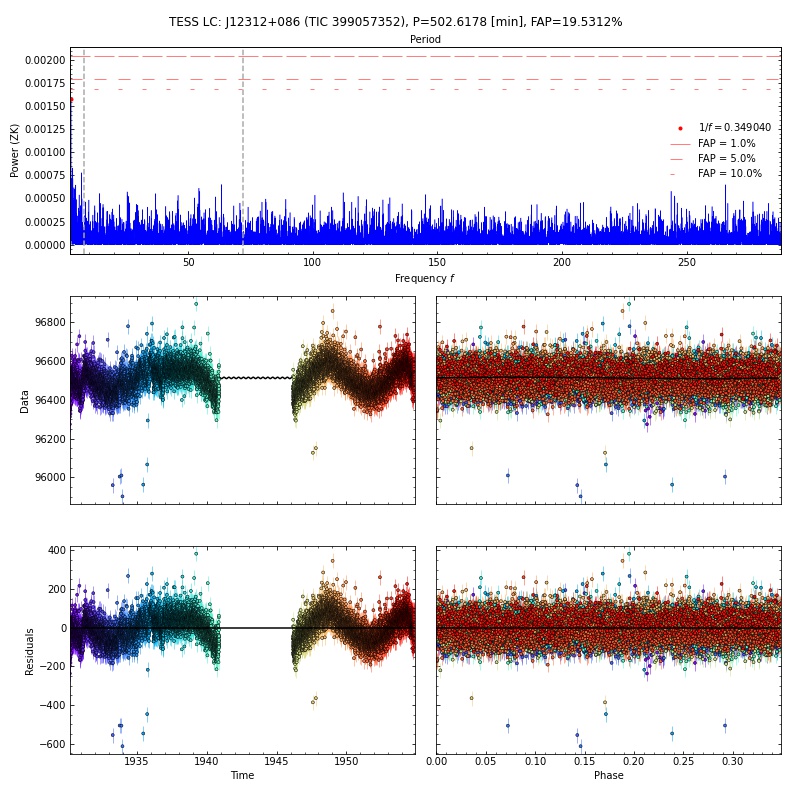 TESS LC: J12312+086 (TIC 399057352), P=502.6178 [min], FAP=19.5312%
Period
Power (ZK)
0.00200
0.00175
0.00150
0.00125
0.00100
0.00075
0.00050
0.00025
0.00000
1/f = 0.349040
FAP = 1.0%
FAP = 5.0%
FAP = 10.0%
50 100 150 200 250
Frequency f
Data
96800
96600
96400
96200
96000
Residuals
400
200
0
−200
−400
−600
1935 1940 1945 1950
Time
0.00 0.05 0.10 0.15 0.20 0.25 0.30
Phase